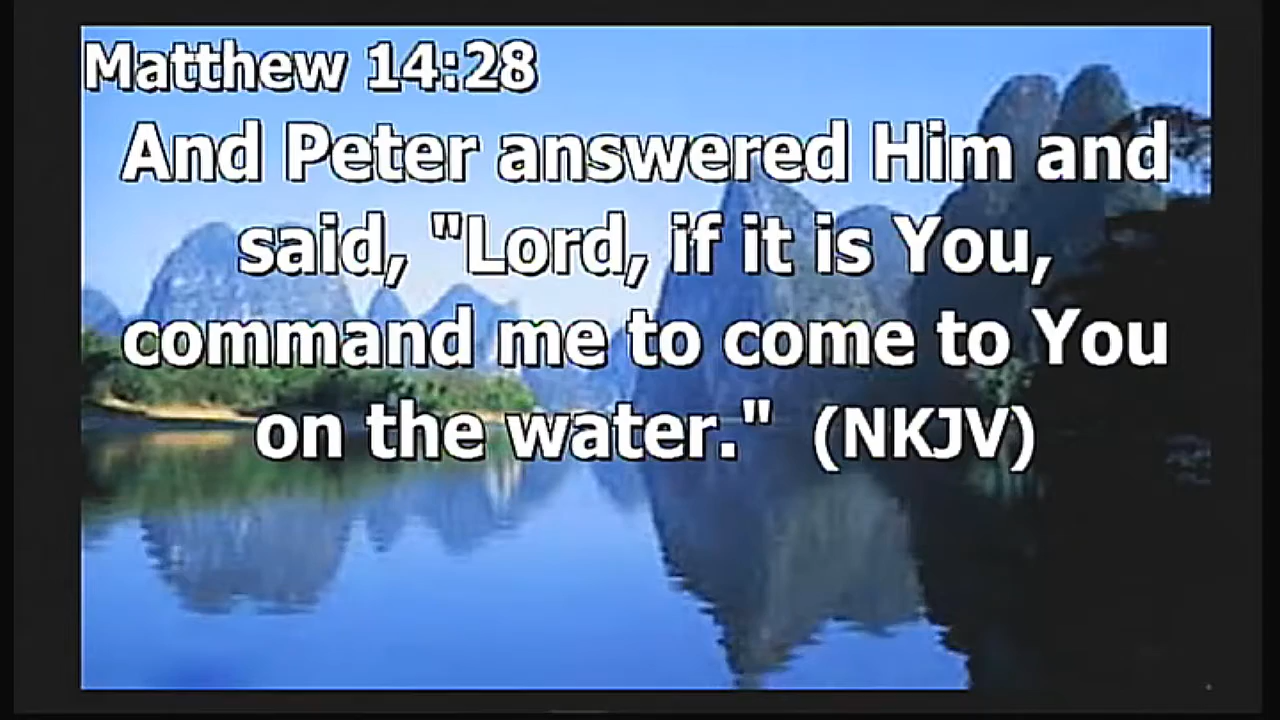 Matthew 14:28
And Peter answered Him and
said, "Lord, if it is You,
command me to come to You
on the water." (NKJV)